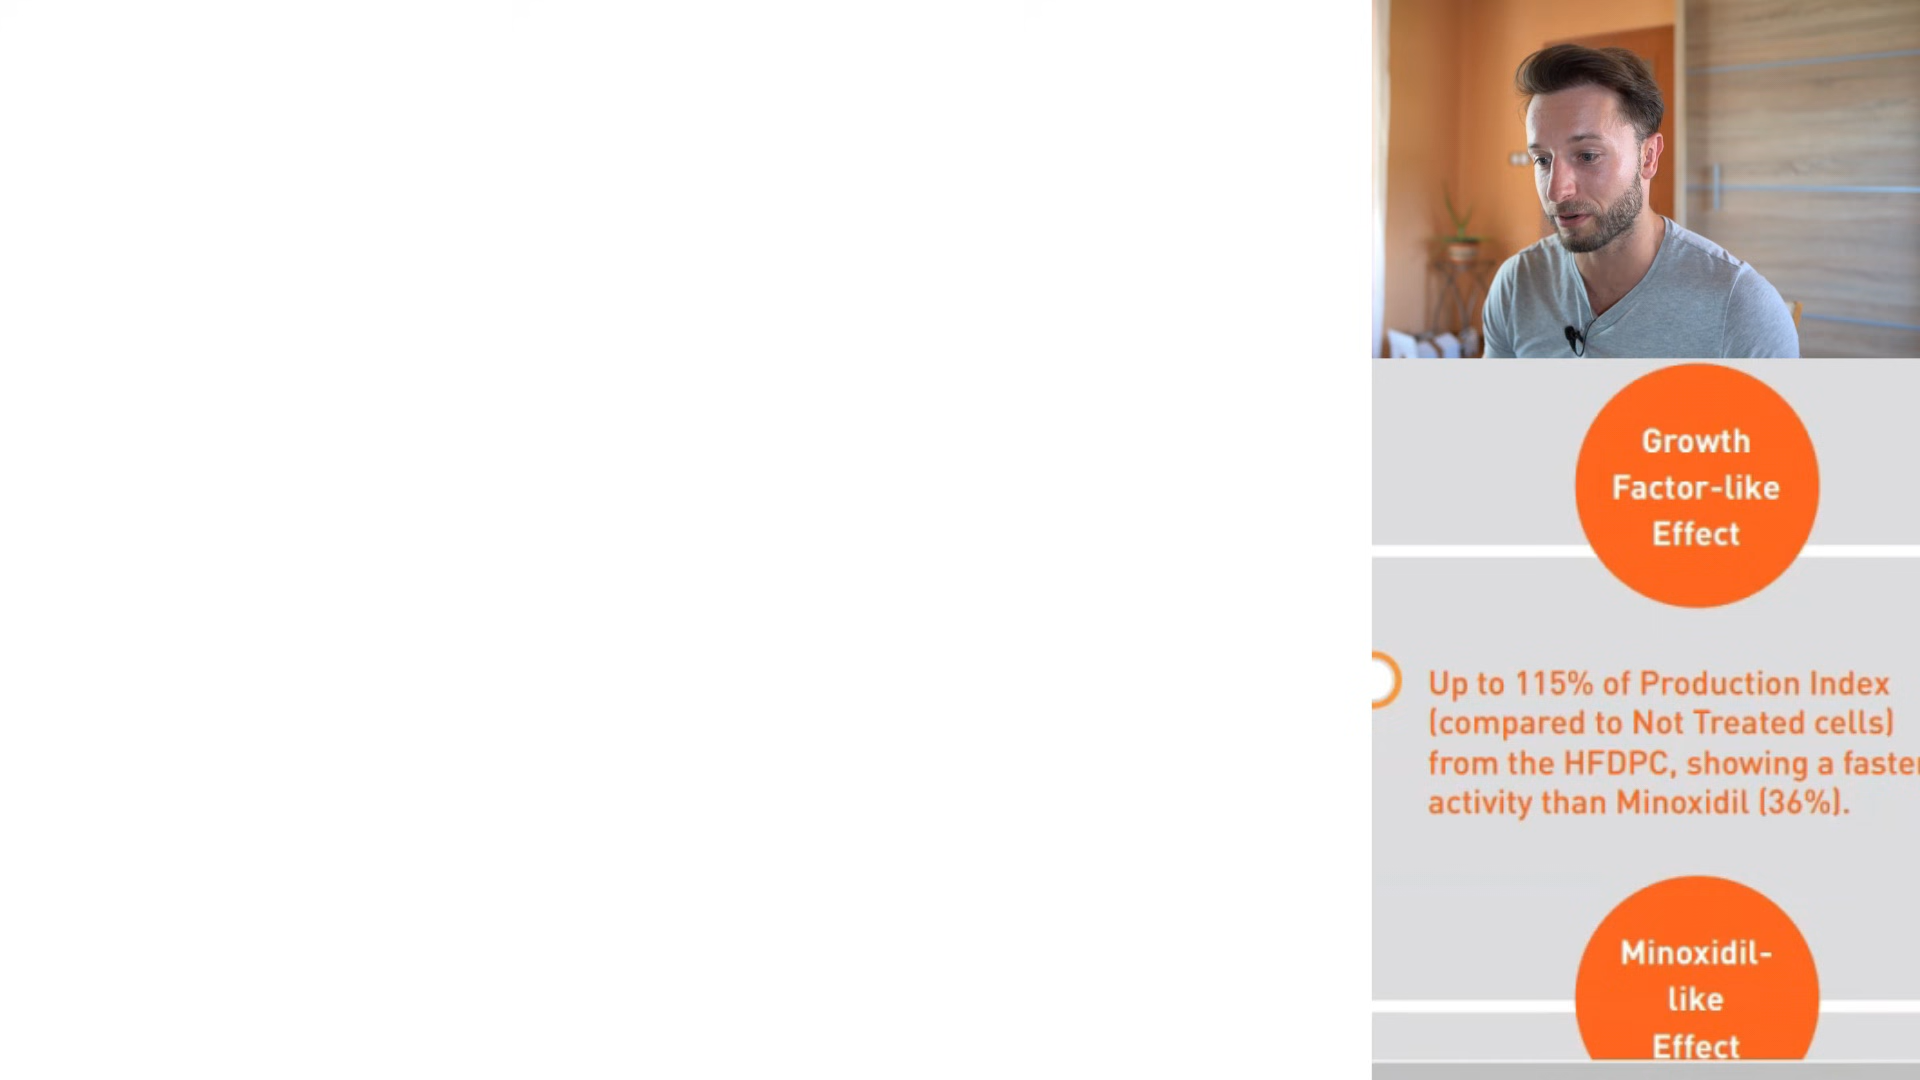 Growth
Factor-like
Effect
Up to 115% of Production Index
(compared to Not Treated cells)
from the HFDPC, showing a faster
activity than Minoxidil (36%).
Minoxidil-
like
Effect